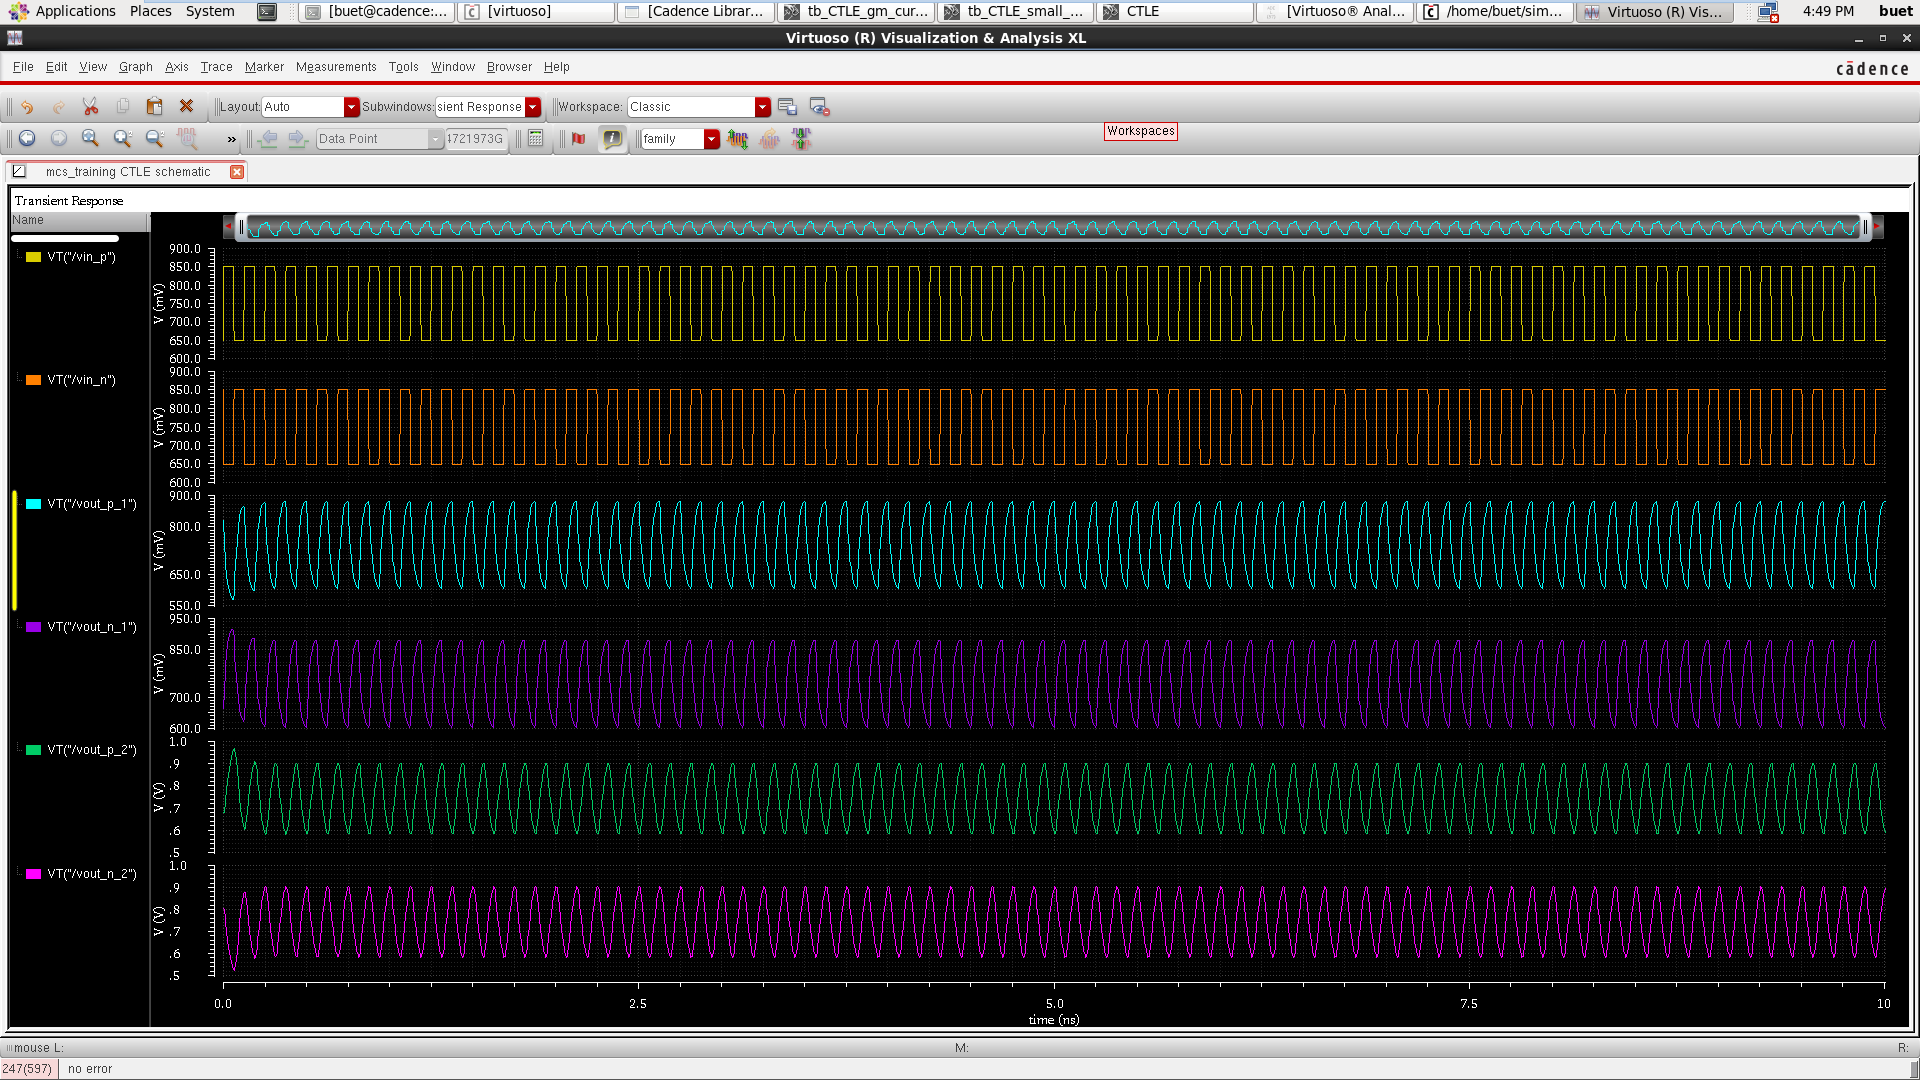 Applications Places System [buet@cadence:... [virtuoso] [Cadence Librar... tb_CTLE_gm_cur... tb_CTLE_small_... CTLE [Virtuoso® Anal... /home/buet/sim... Virtuoso (R) Vis... 4:49 PM buet
Virtuoso (R) Visualization & Analysis XL
File Edit View Graph Axis Trace Marker Measurements Tools Window Browser Help
cādence
Layout: Auto Subwindows: sient Response Workspace: Classic
» Data Point 4721973G family
Workspaces
mcs_training CTLE schematic
Transient Response
Name
VT("/vin_p")
V (mV)
900.0
850.0
800.0
750.0
700.0
650.0
600.0
VT("/vin_n")
V (mV)
900.0
850.0
800.0
750.0
700.0
650.0
600.0
VT("/vout_p_1")
V (mV)
900.0
800.0
650.0
550.0
VT("/vout_n_1")
V (mV)
950.0
850.0
700.0
600.0
VT("/vout_p_2")
V (V)
1.0
.9
.8
.7
.6
.5
VT("/vout_n_2")
V (V)
1.0
.9
.8
.7
.6
.5
0.0 2.5 5.0 7.5 10
time (ns)
mouse L: M: R:
247(597) no error